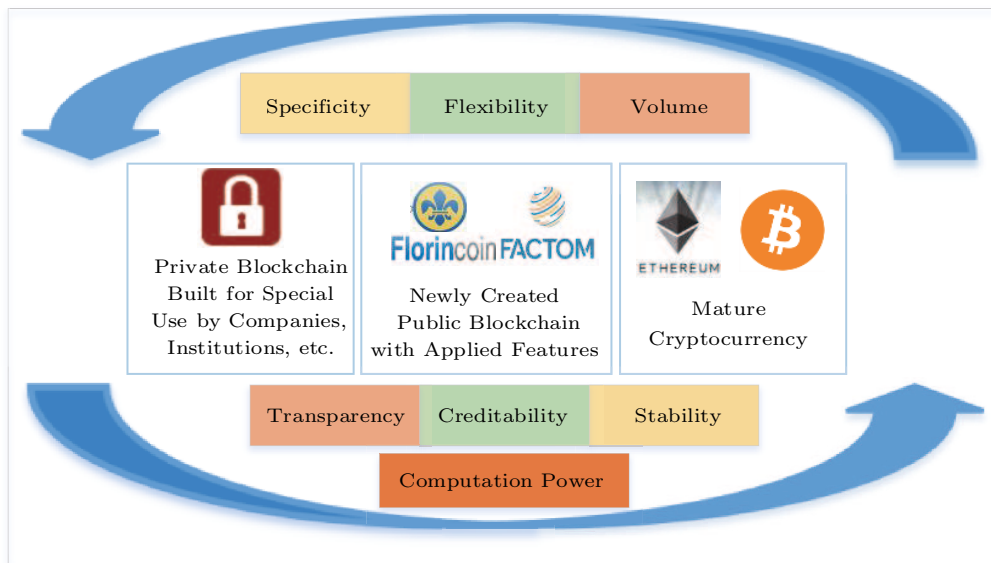 Specificity Flexibility Volume
Florincoin FACTOM
ETHEREUM
Private Blockchain
Built for Special
Use by Companies,
Institutions, etc.
Newly Created
Public Blockchain
with Applied Features
Mature
Cryptocurrency
Transparency Creditability Stability
Computation Power